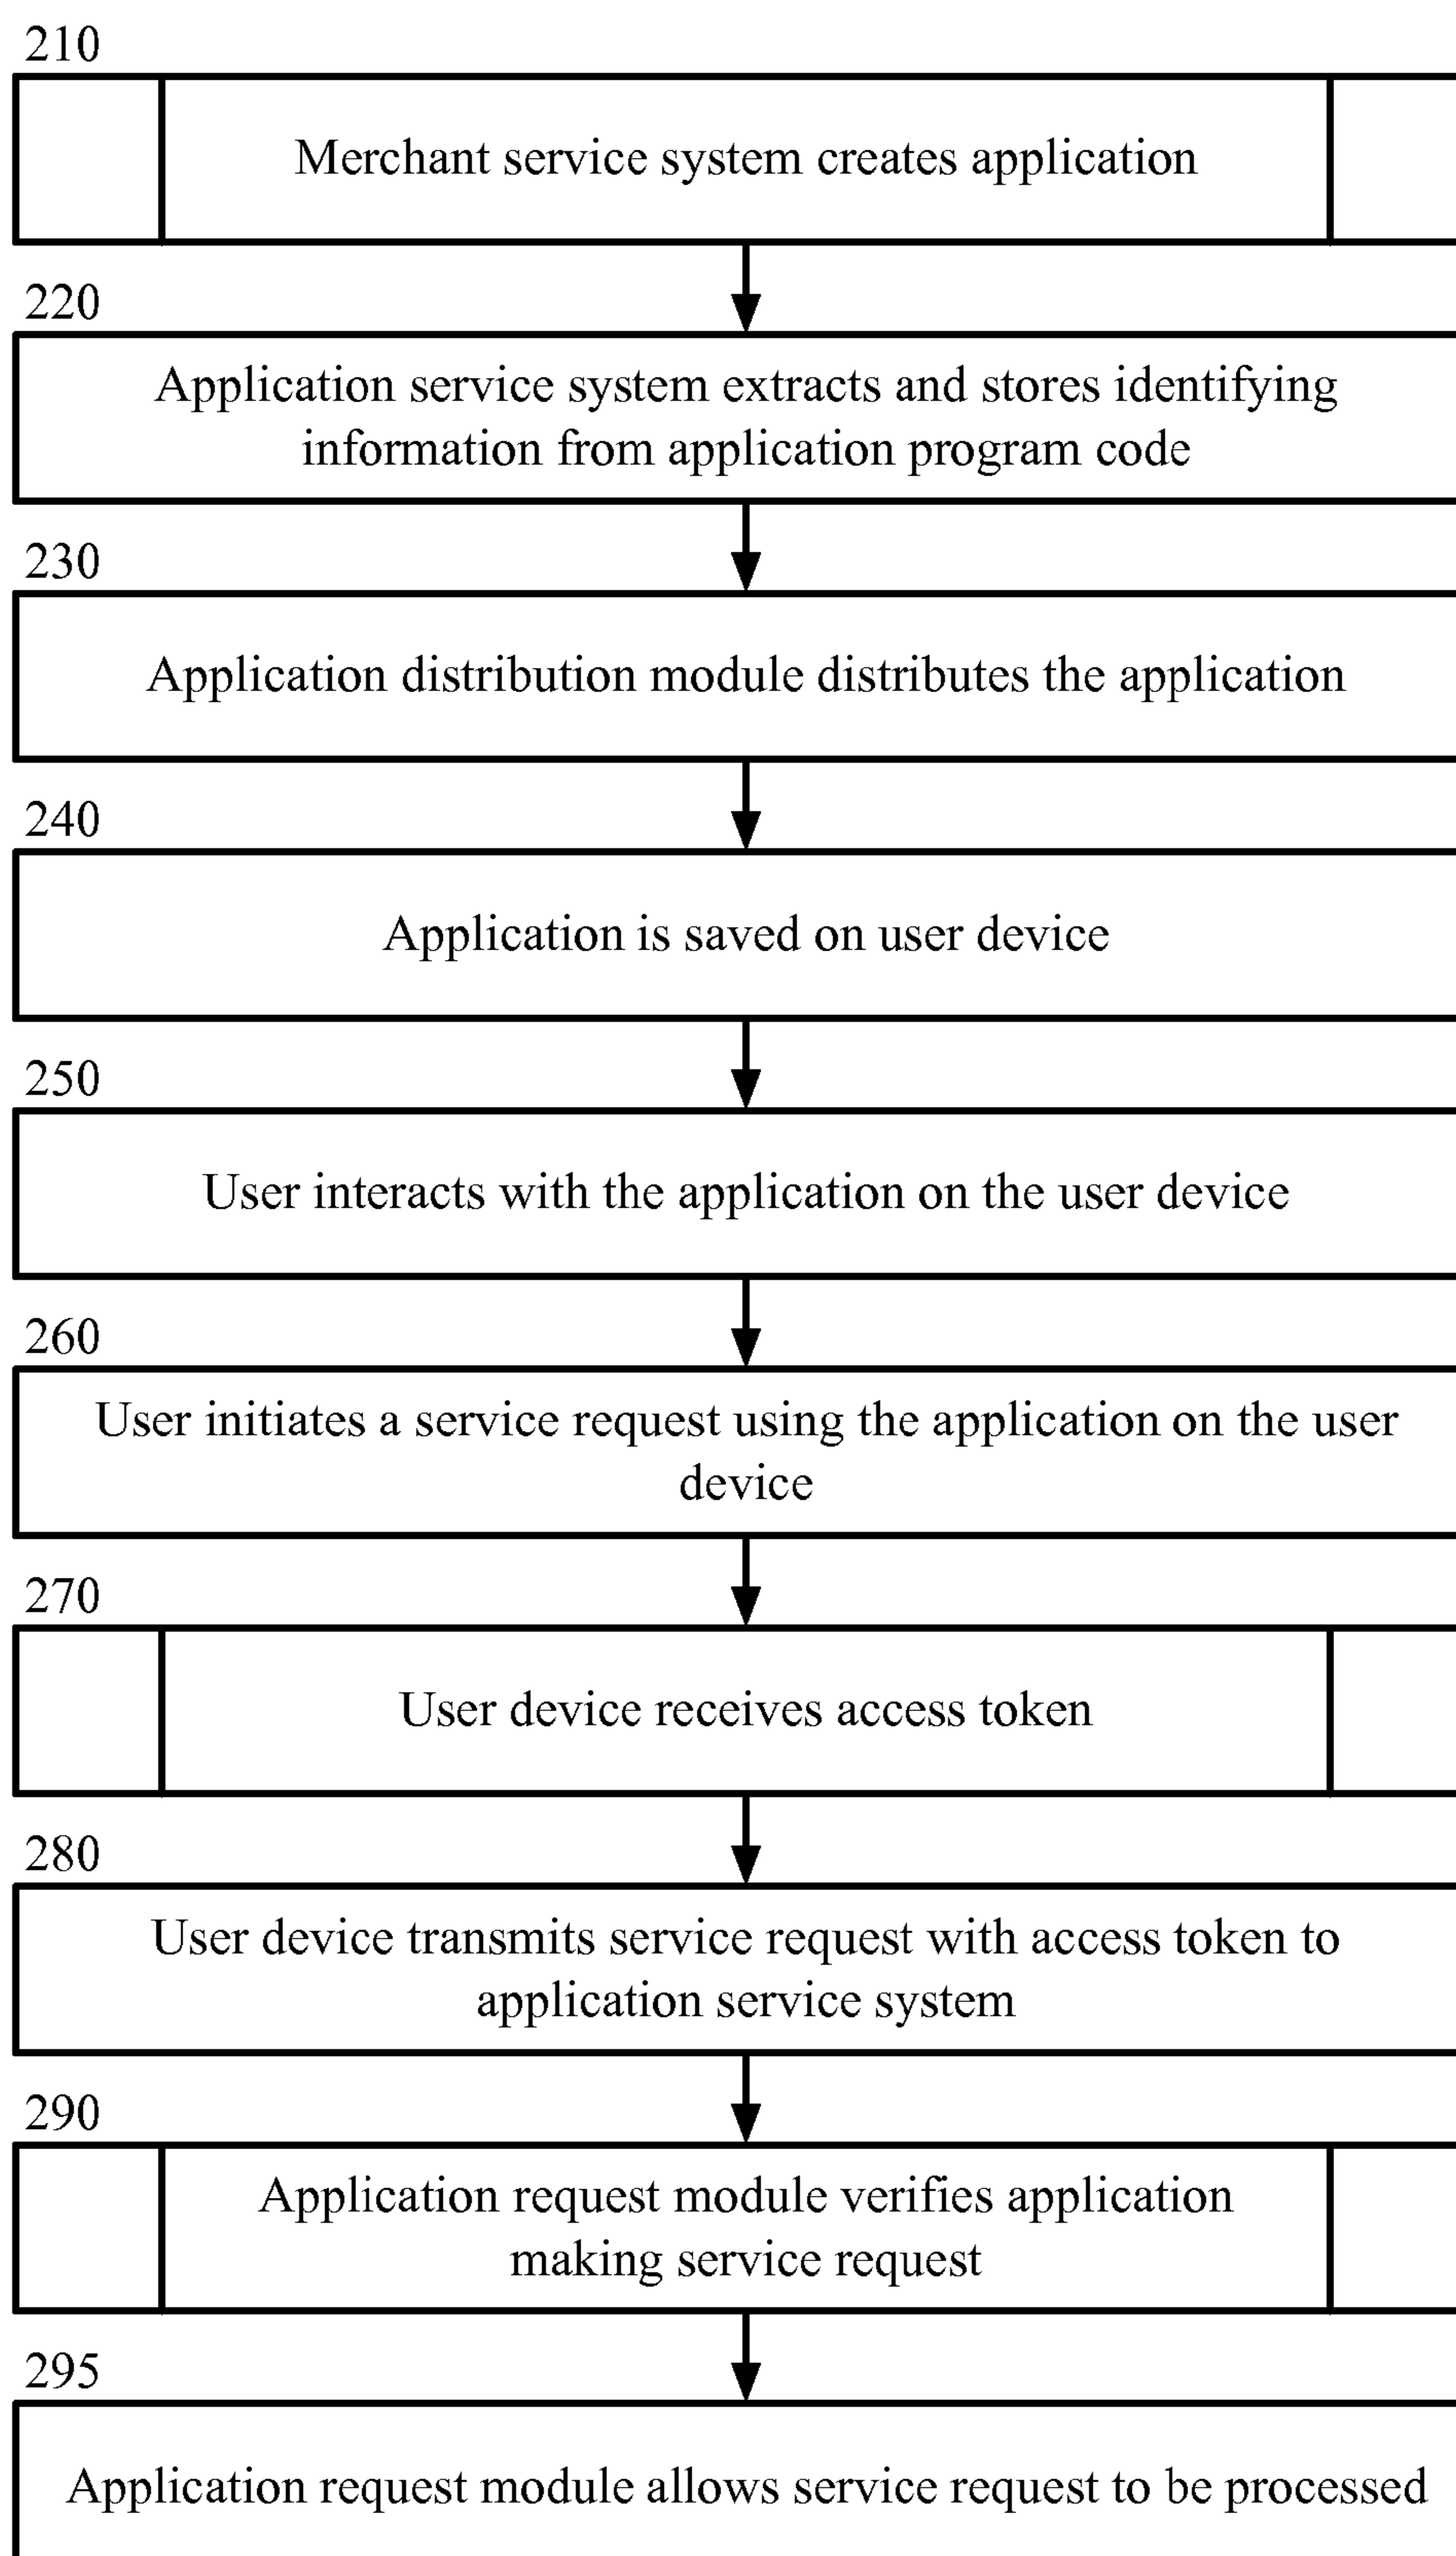 210
Merchant service system creates application
220
Application service system extracts and stores identifying
information from application program code
230
Application distribution module distributes the application
240
Application is saved on user device
250
User interacts with the application on the user device
260
User initiates a service request using the application on the user
device
270
User device receives access token
280
User device transmits service request with access token to
application service system
290
Application request module verifies application
making service request
295
Application request module allows service request to be processed